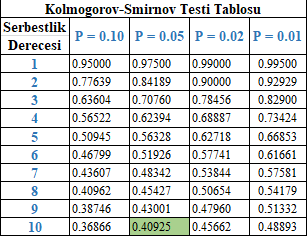 Kolmogorov-Smirnov Testi Tablosu
Serbestlik Derecesi P = 0.10 P = 0.05 P = 0.02 P = 0.01
1 0.95000 0.97500 0.99000 0.99500
2 0.77639 0.84189 0.90000 0.92929
3 0.63604 0.70760 0.78456 0.82900
4 0.56522 0.62394 0.68887 0.73424
5 0.50945 0.56328 0.62718 0.66853
6 0.46799 0.51926 0.57741 0.61661
7 0.43607 0.48342 0.53844 0.57581
8 0.40962 0.45427 0.50654 0.54179
9 0.38746 0.43001 0.47960 0.51332
10 0.36866 0.40925 0.45662 0.48893